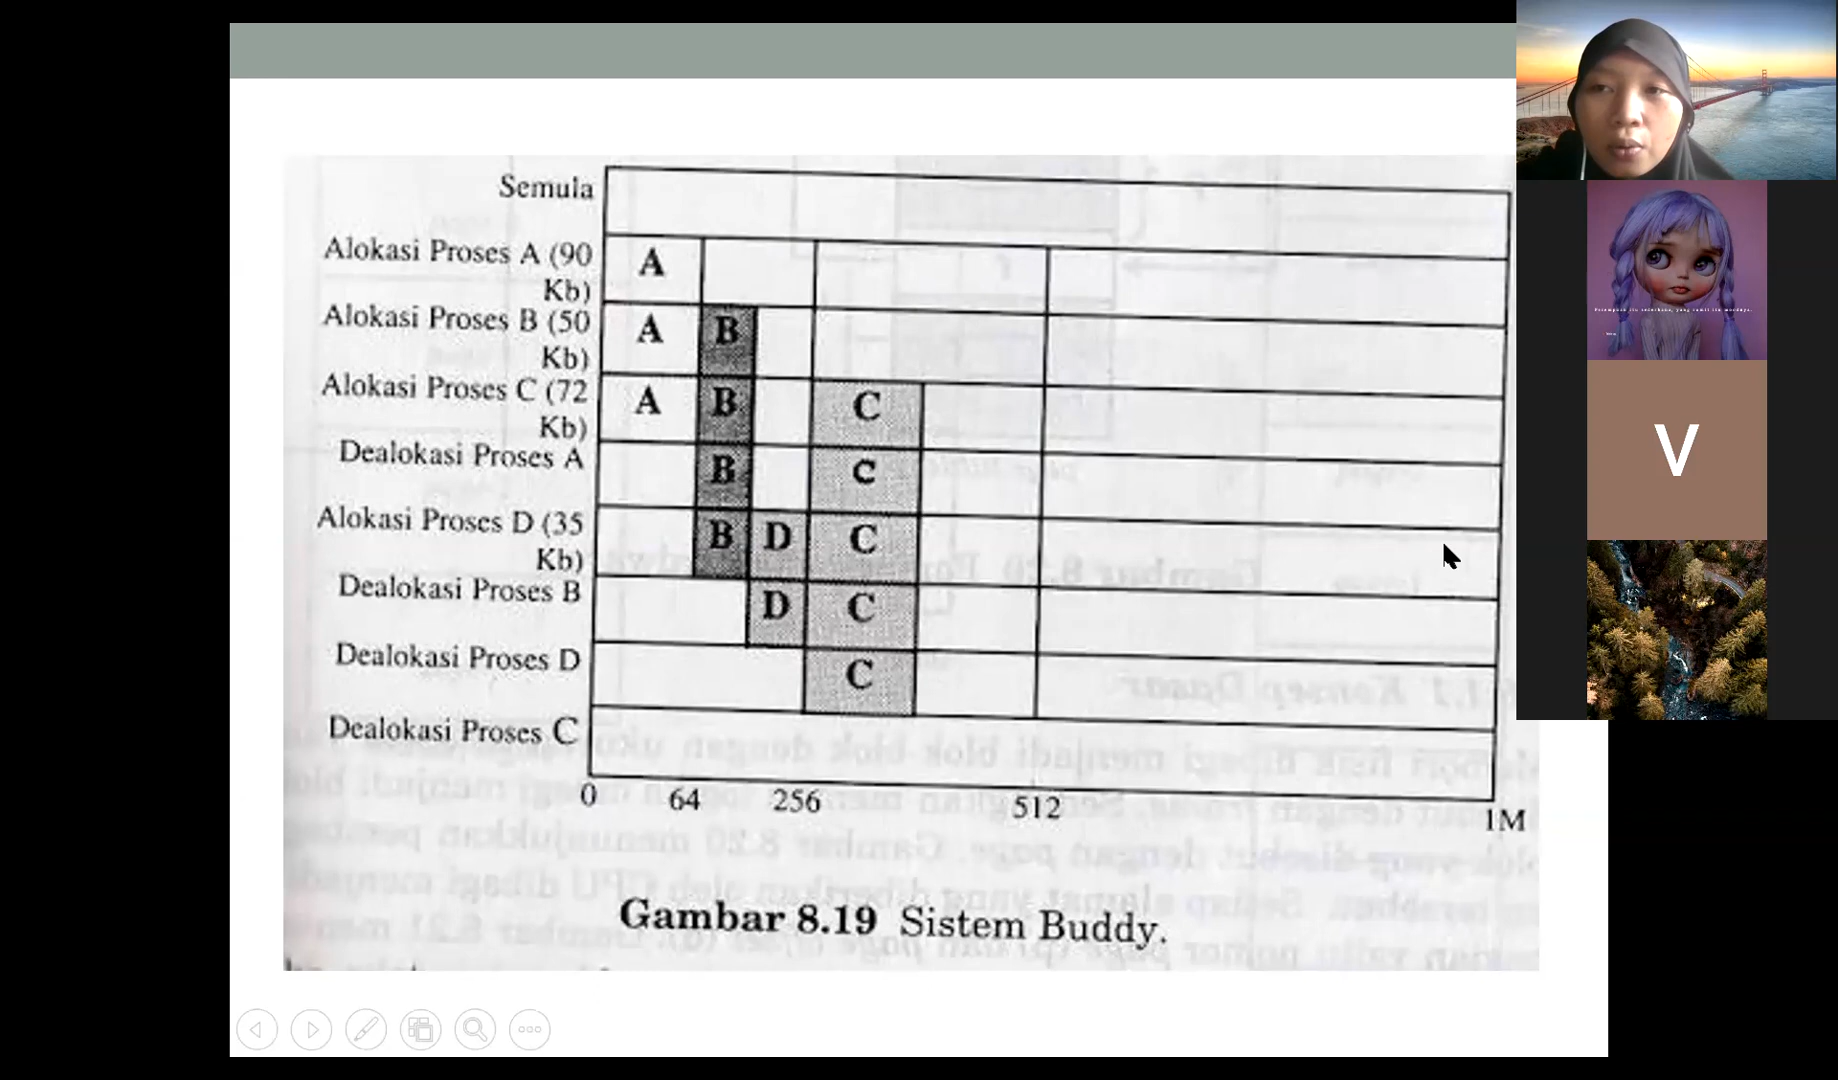 Semula
Alokasi Proses A (90
Kb)
A
Alokasi Proses B (50
Kb)
A B
Alokasi Proses C (72
Kb)
A B C
Dealokasi Proses A
B C
Alokasi Proses D (35
Kb)
B D C
Dealokasi Proses B
D C
Dealokasi Proses D
C
Dealokasi Proses C
0 64 256 512 1M
Gambar 8.19 Sistem Buddy.
V